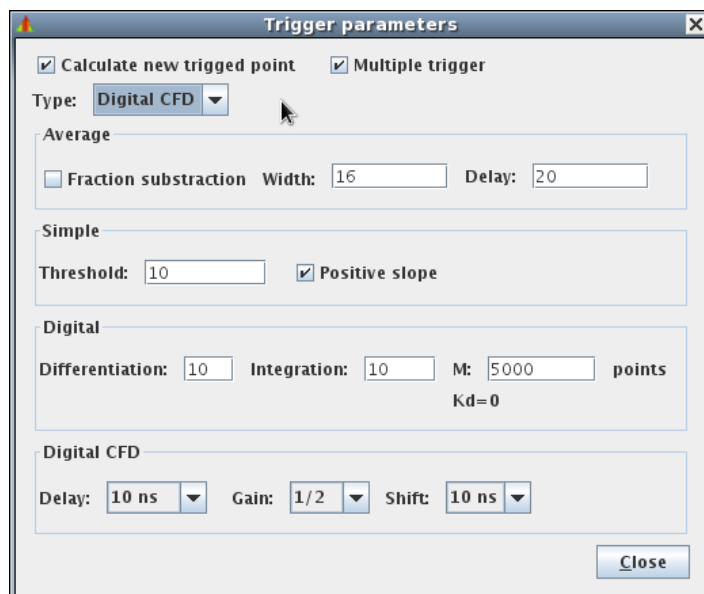 Trigger parameters
Calculate new trigged point Multiple trigger
Type: Digital CFD
Average
Fraction substraction Width: 16 Delay: 20
Simple
Threshold: 10 Positive slope
Digital
Differentiation: 10 Integration: 10 M: 5000 points
Kd=0
Digital CFD
Delay: 10 ns Gain: 1/2 Shift: 10 ns
Close